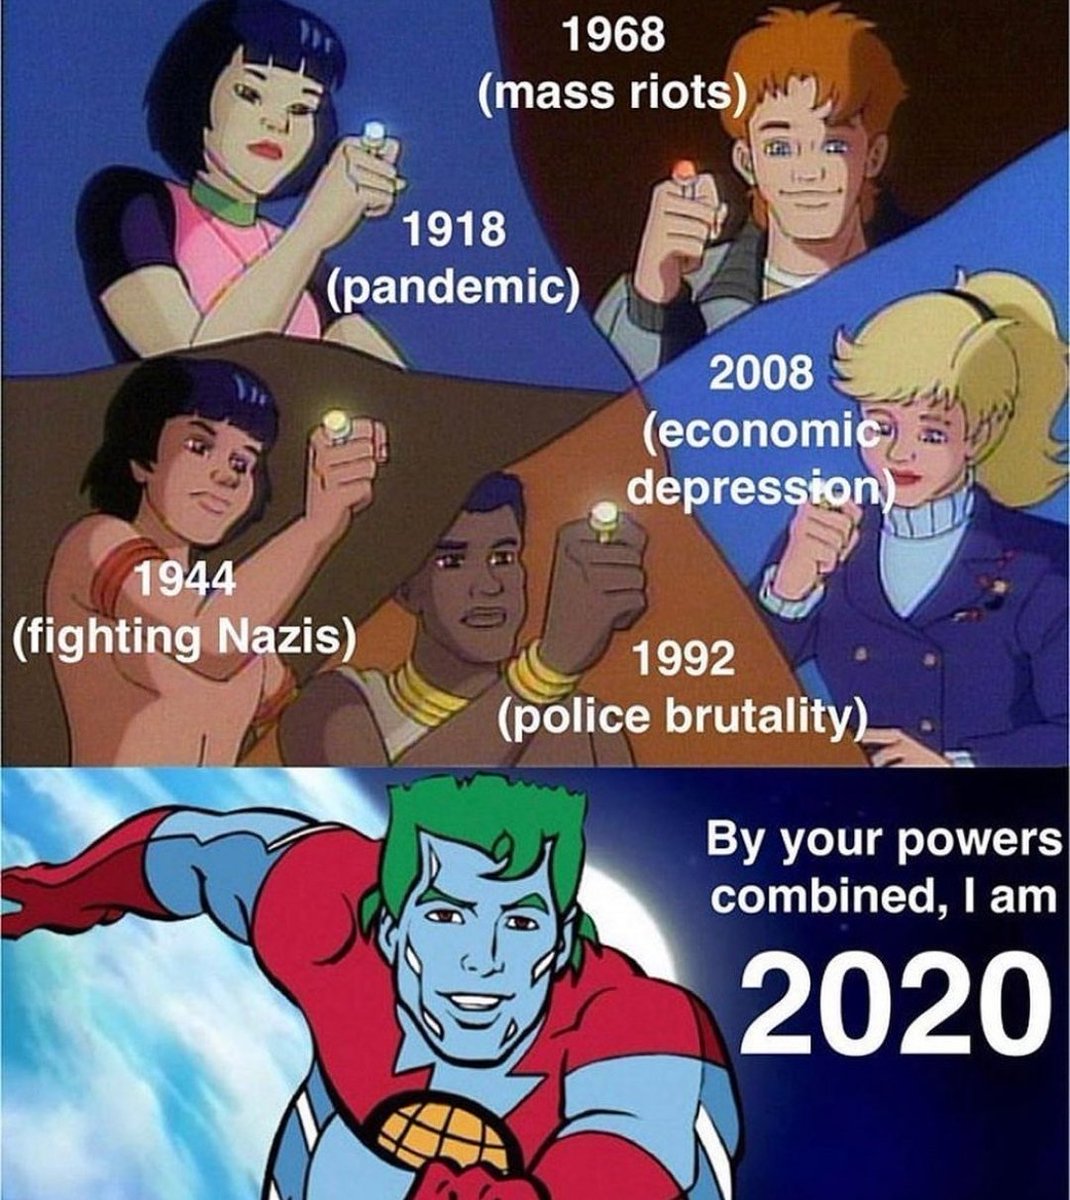 1968
(mass riots)
1918
(pandemic)
2008
(economic
depression)
1944
(fighting Nazis)
1992
(police brutality)
By your powers
combined, I am
2020